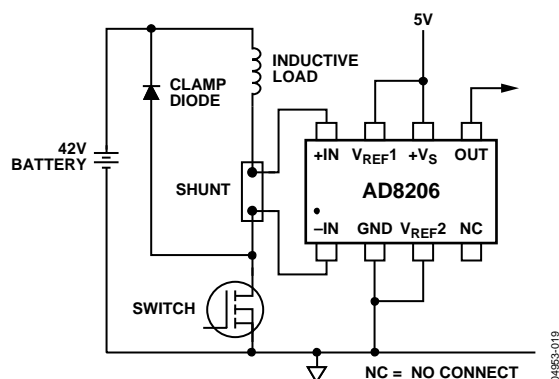 5V
INDUCTIVE
LOAD
CLAMP
DIODE
42V
BATTERY
SHUNT
+IN VREF1 +VS OUT
AD8206
–IN GND VREF2 NC
SWITCH
NC = NO CONNECT
04953-019